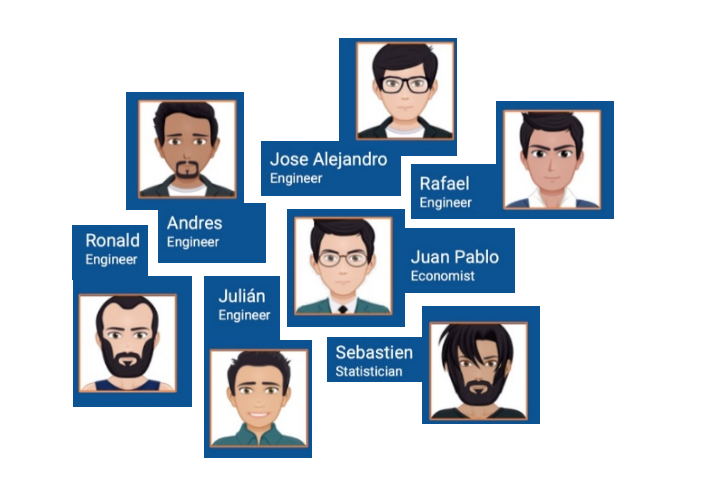 Jose Alejandro
Engineer
Rafael
Engineer
Andres
Engineer
Ronald
Engineer
Juan Pablo
Economist
Julián
Engineer
Sebastien
Statistician